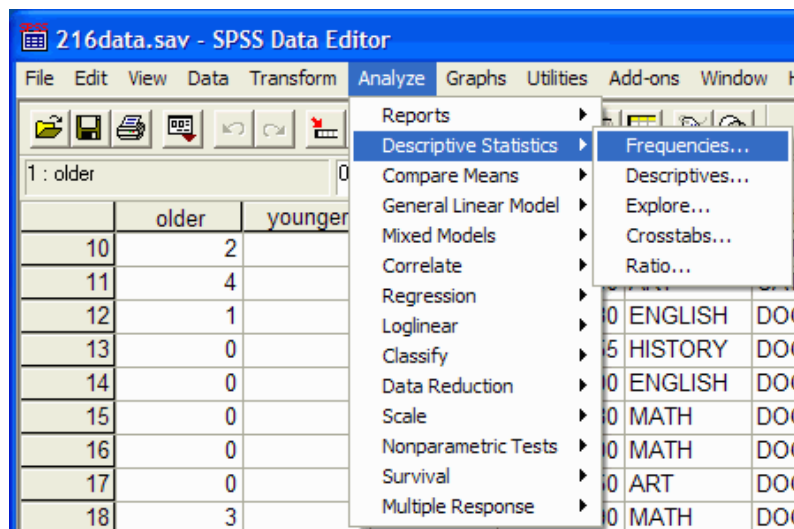 216data.sav - SPSS Data Editor
File Edit View Data Transform Analyze Graphs Utilities Add-ons Window
1 : older
older younger
10 2
11 4
12 1 ENGLISH
13 0 HISTORY
14 0 ENGLISH
15 0 MATH
16 0 MATH
17 0 ART
18 3 MATH
Reports
Descriptive Statistics
Compare Means
General Linear Model
Mixed Models
Correlate
Regression
Loglinear
Classify
Data Reduction
Scale
Nonparametric Tests
Survival
Multiple Response
Frequencies...
Descriptives...
Explore...
Crosstabs...
Ratio...